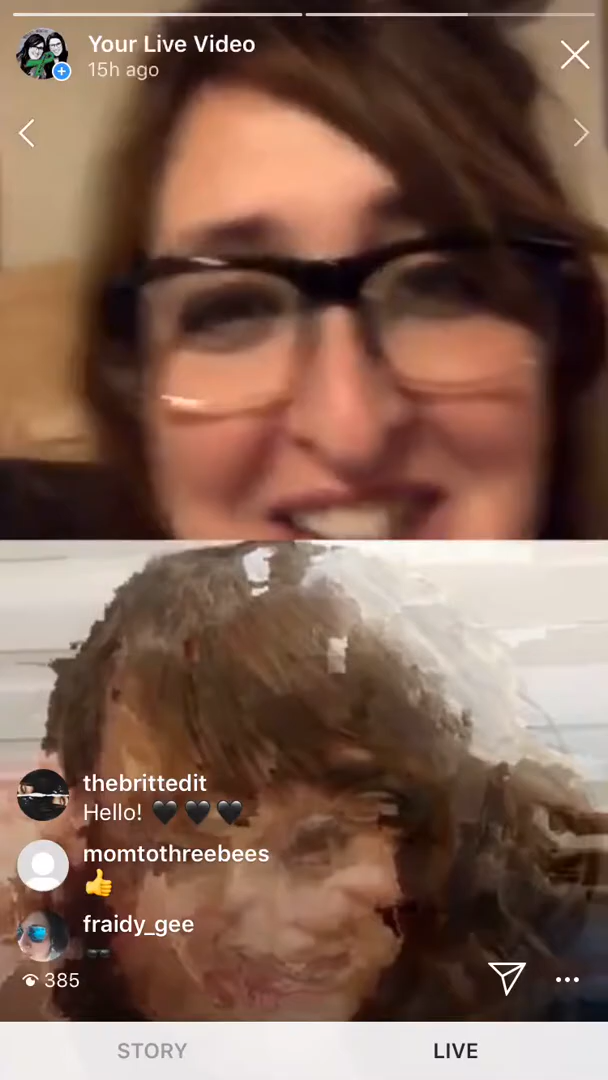 Your Live Video
15h ago
thebrittedit
Hello! 🖤 🖤 🖤
momtothreebees
👍
fraidy_gee
🕶
385
STORY
LIVE